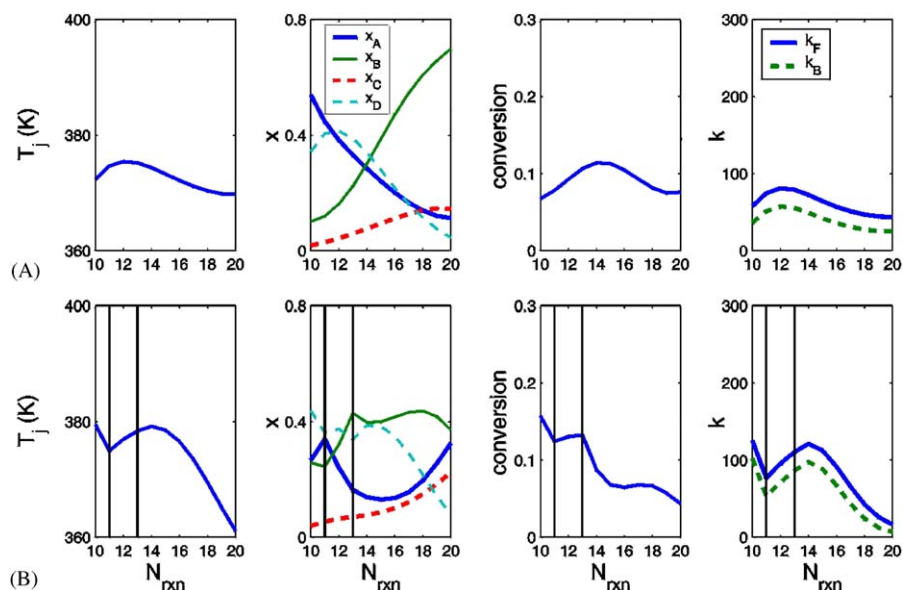 400
380
360
T_j (K)
10 12 14 16 18 20
(A)
0.8
0.4
0
x
x_A
x_B
x_C
x_D
10 12 14 16 18 20
0.3
0.2
0.1
0
conversion
10 12 14 16 18 20
300
200
100
0
k
k_F
k_B
10 12 14 16 18 20
400
380
360
T_j (K)
10 12 14 16 18 20
N_rxn
(B)
0.8
0.4
0
x
10 12 14 16 18 20
N_rxn
0.3
0.2
0.1
0
conversion
10 12 14 16 18 20
N_rxn
300
200
100
0
k
10 12 14 16 18 20
N_rxn